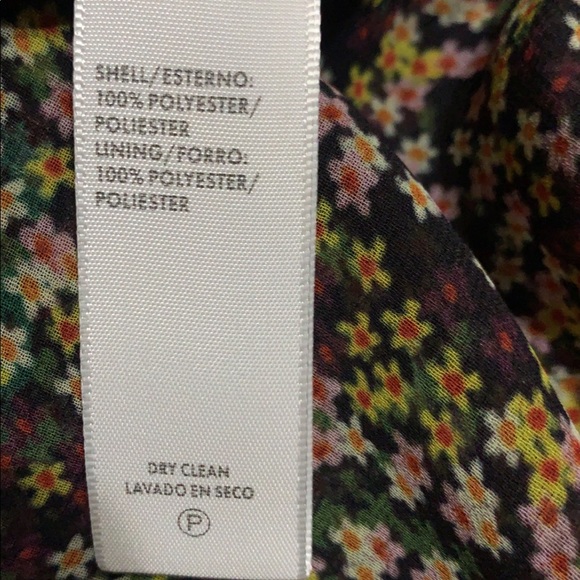 SHELL/ESTERNO:
100% POLYESTER/
POLIESTER
LINING/FORRO:
100% POLYESTER/
POLIESTER
DRY CLEAN
LAVADO EN SECO
P